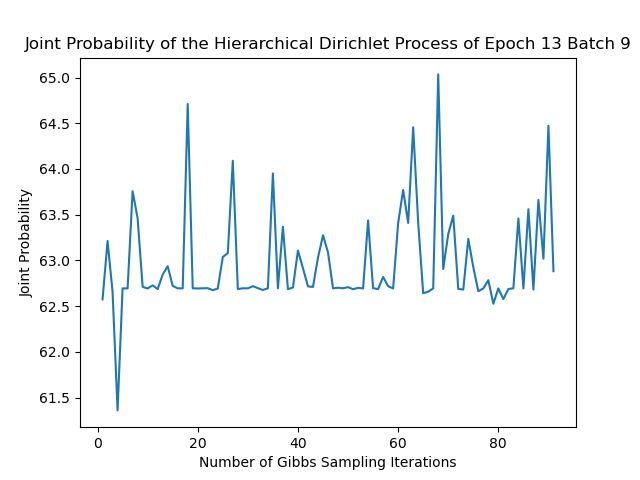 Joint Probability of the Hierarchical Dirichlet Process of Epoch 13 Batch 9
65.0
64.5
64.0
63.5
63.0
62.5
62.0
61.5
Joint Probability
0 20 40 60 80
Number of Gibbs Sampling Iterations